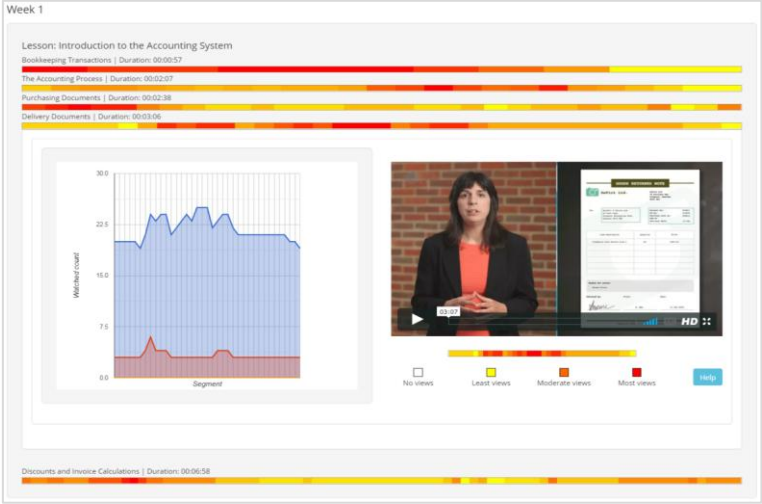 Week 1
Lesson: Introduction to the Accounting System
Bookkeeping Transactions | Duration: 00:00:57
The Accounting Process | Duration: 00:02:07
Purchasing Documents | Duration: 00:02:38
Delivery Documents | Duration: 00:03:06
30.0
22.5
15.0
7.5
0.0
Watched count
Segment
03:07
HD
No views
Least views
Moderate views
Most views
Help
Discounts and Invoice Calculations | Duration: 00:06:58